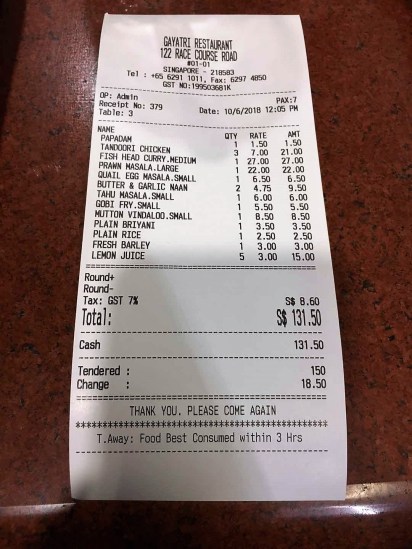 GAYATRI RESTAURANT
122 RACE COURSE ROAD
#01-01
SINGAPORE - 218583
Tel : +65 6291 1011, Fax: 6297 4850
GST NO:199503681K
OP: Admin PAX:7
Receipt No: 379 Date: 10/6/2018 12:05 PM
Table: 3
NAME QTY RATE AMT
PAPADAM 1 1.50 1.50
TANDOORI CHICKEN 3 7.00 21.00
FISH HEAD CURRY.MEDIUM 1 27.00 27.00
PRAWN MASALA.LARGE 1 22.00 22.00
QUAIL EGG MASALA.SMALL 1 6.50 6.50
BUTTER & GARLIC NAAN 2 4.75 9.50
TAHU MASALA.SMALL 1 6.00 6.00
GOBI FRY.SMALL 1 5.50 5.50
MUTTON VINDALOO.SMALL 1 8.50 8.50
PLAIN BRIYANI 1 3.50 3.50
PLAIN RICE 1 2.50 2.50
FRESH BARLEY 1 3.00 3.00
LEMON JUICE 5 3.00 15.00
Round+
Round-
Tax: GST 7% S$ 8.60
Total: S$ 131.50
Cash 131.50
Tendered : 150
Change : 18.50
THANK YOU. PLEASE COME AGAIN
T.Away: Food Best Consumed within 3 Hrs